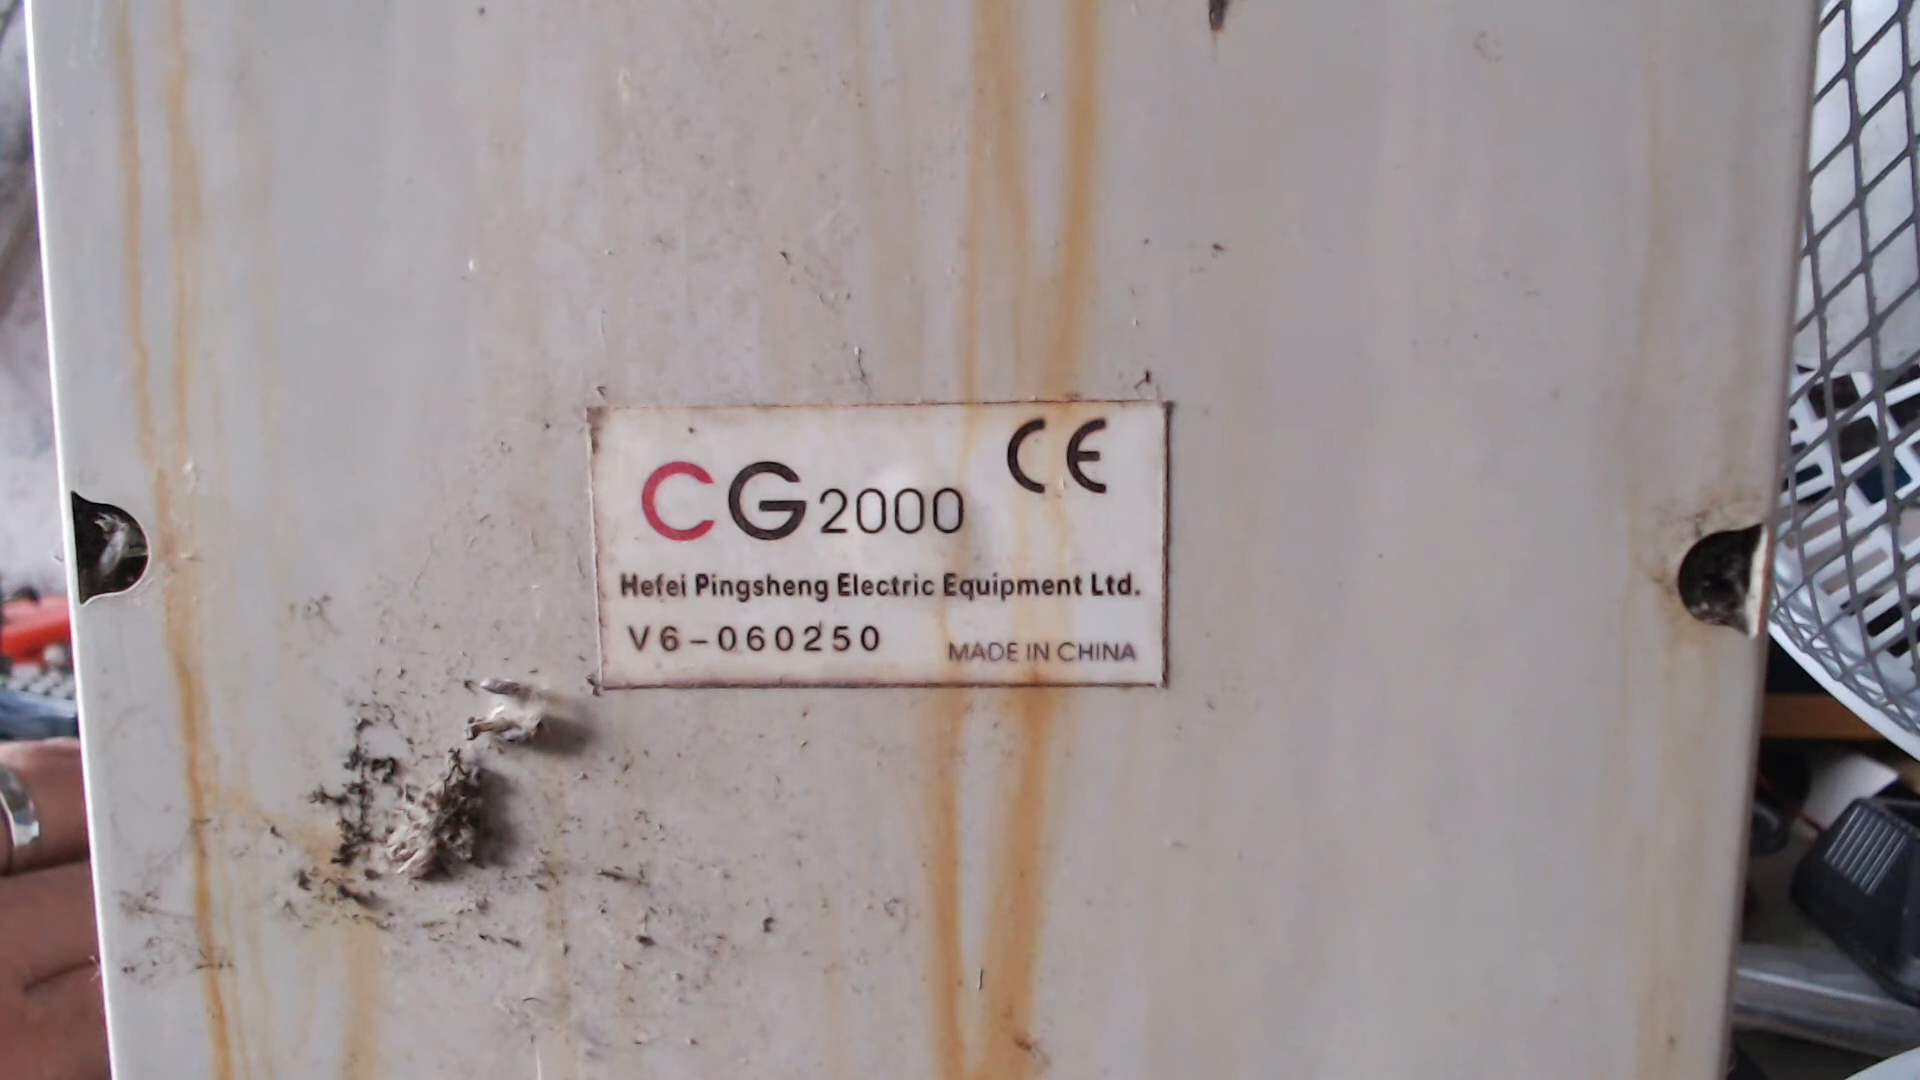 CE
CG2000
Hefei Pingsheng Electric Equipment Ltd.
V6-060250
MADE IN CHINA